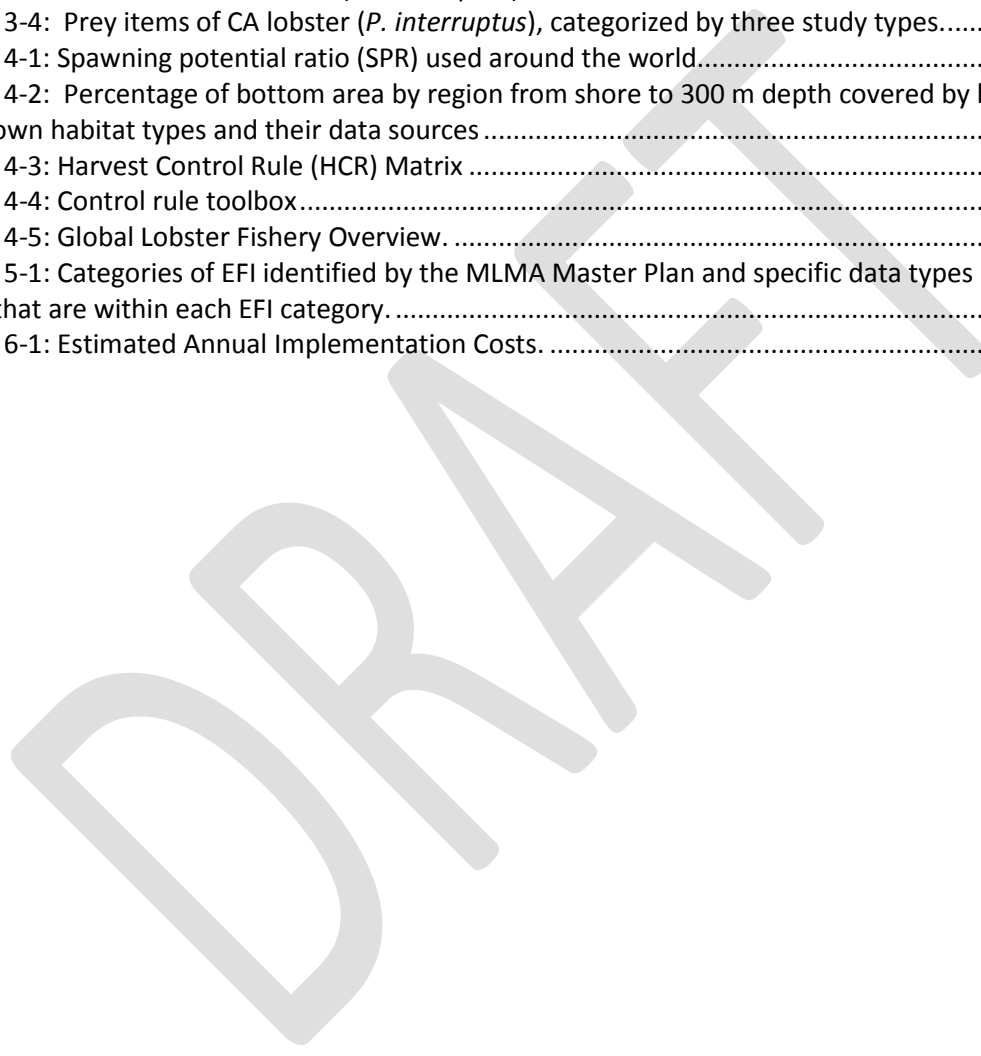 3-4:  Prey items of CA lobster (P. interruptus), categorized by three study types......
4-1: Spawning potential ratio (SPR) used around the world.....................................
4-2:  Percentage of bottom area by region from shore to 300 m depth covered by
own habitat types and their data sources.................................................................
4-3: Harvest Control Rule (HCR) Matrix ...................................................................
4-4: Control rule toolbox...........................................................................................
4-5: Global Lobster Fishery Overview. .....................................................................
5-1: Categories of EFI identified by the MLMA Master Plan and specific data types
that are within each EFI category. ..............................................................................
6-1: Estimated Annual Implementation Costs. .........................................................
DRAFT